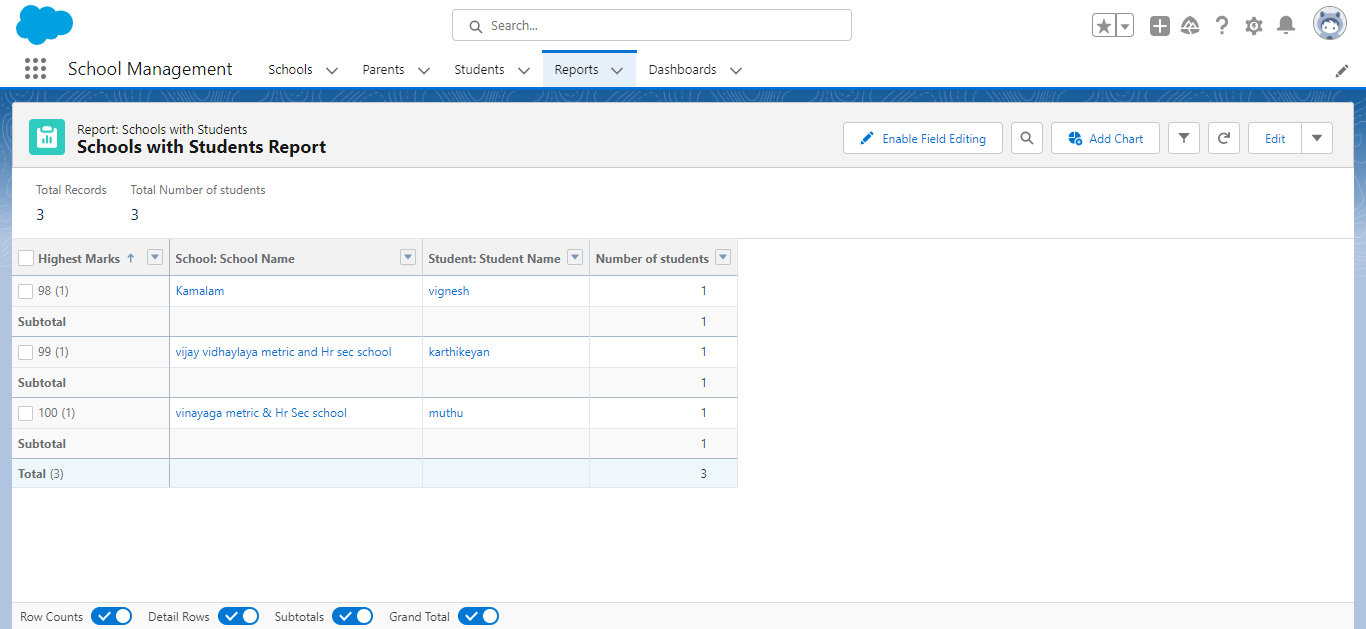 Search...
School Management Schools Parents Students Reports Dashboards
Report: Schools with Students
Schools with Students Report
Enable Field Editing Add Chart Edit
Total Records Total Number of students
3 3
Highest Marks ↑ School: School Name Student: Student Name Number of students
98 (1) Kamalam vignesh 1
Subtotal 1
99 (1) vijay vidhaylaya metric and Hr sec school karthikeyan 1
Subtotal 1
100 (1) vinayaga metric & Hr Sec school muthu 1
Subtotal 1
Total (3) 3
Row Counts Detail Rows Subtotals Grand Total